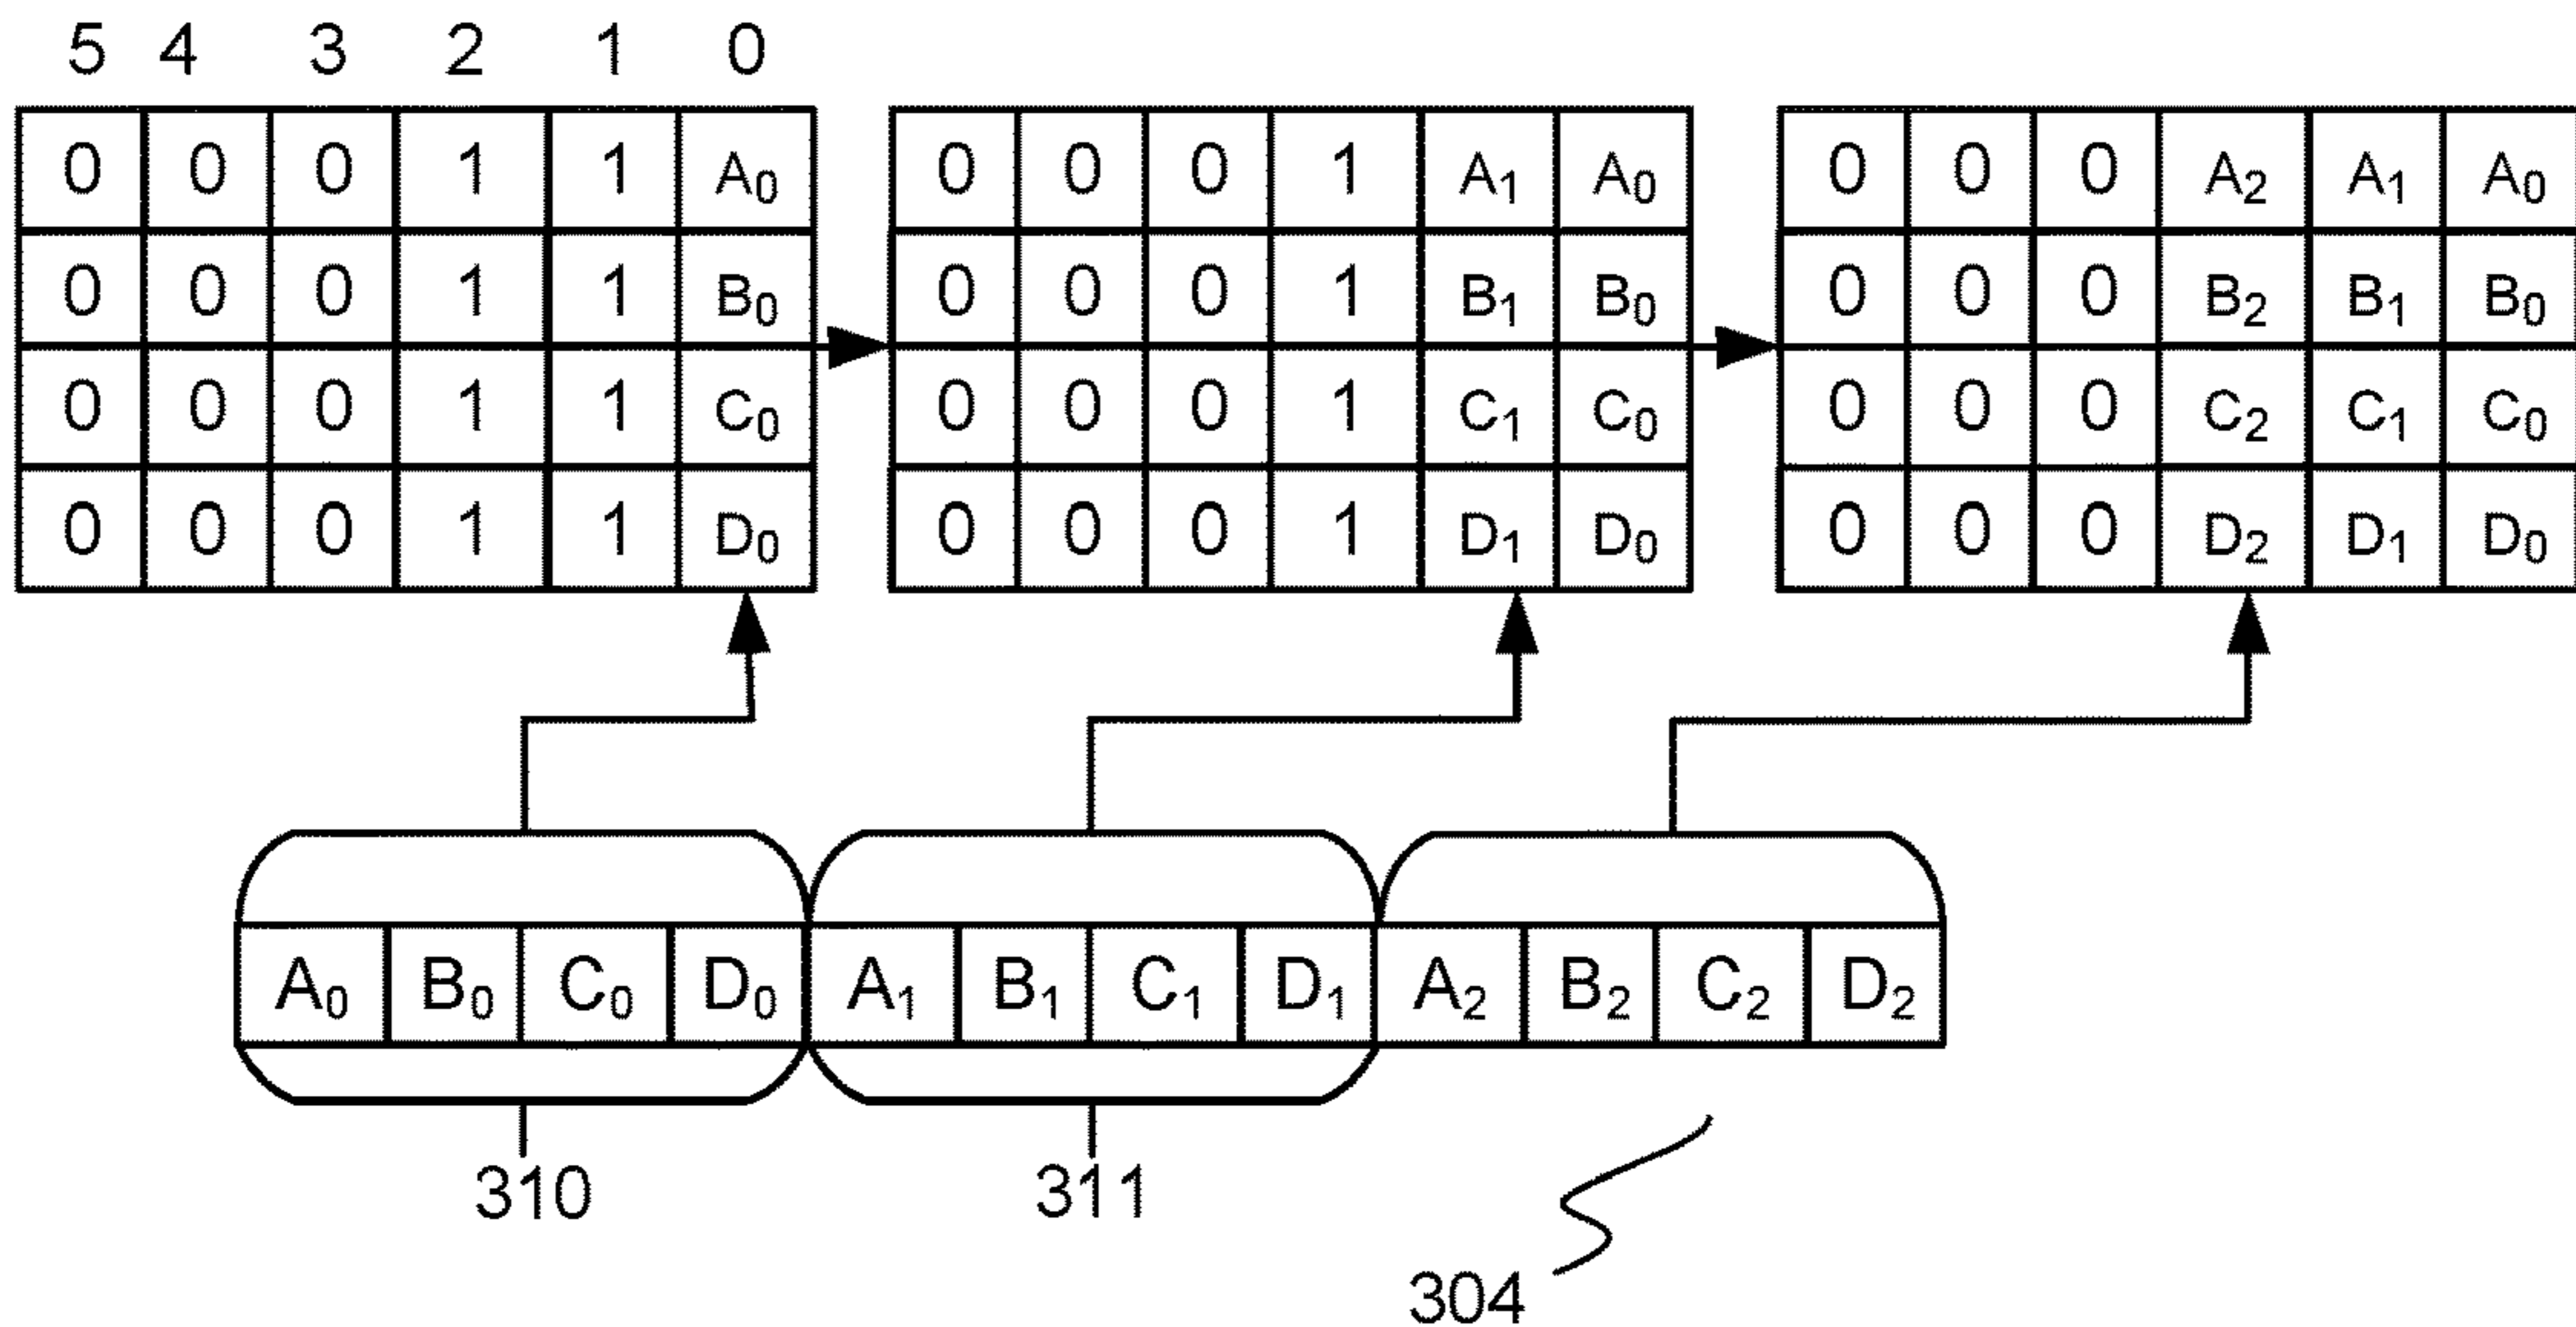 5 4 3 2 1 0
0 0 0 1 1 A₀ 0 0 0 1 A₁ A₀ 0 0 0 A₂ A₁ A₀
0 0 0 1 1 B₀ 0 0 0 1 B₁ B₀ 0 0 0 B₂ B₁ B₀
0 0 0 1 1 C₀ 0 0 0 1 C₁ C₀ 0 0 0 C₂ C₁ C₀
0 0 0 1 1 D₀ 0 0 0 1 D₁ D₀ 0 0 0 D₂ D₁ D₀
A₀ B₀ C₀ D₀ A₁ B₁ C₁ D₁ A₂ B₂ C₂ D₂
310 311
304